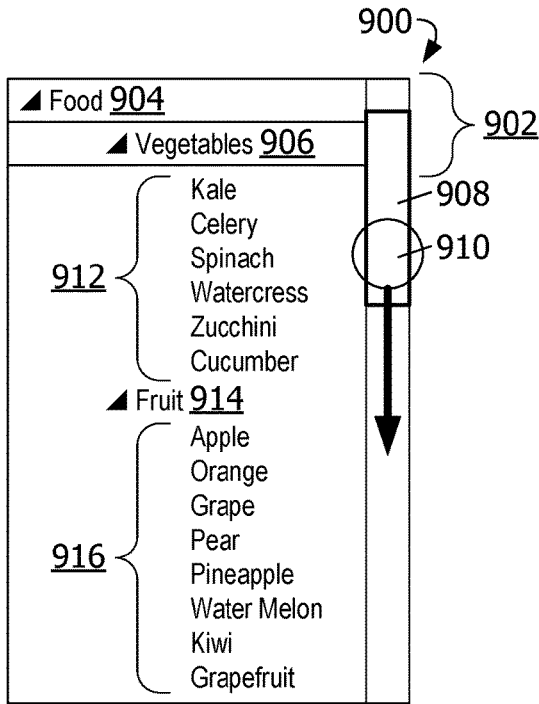 900
Food 904
902
Vegetables 906
908
Kale
Celery
910
912
Spinach
Watercress
Zucchini
Cucumber
Fruit 914
Apple
Orange
Grape
916
Pear
Pineapple
Water Melon
Kiwi
Grapefruit